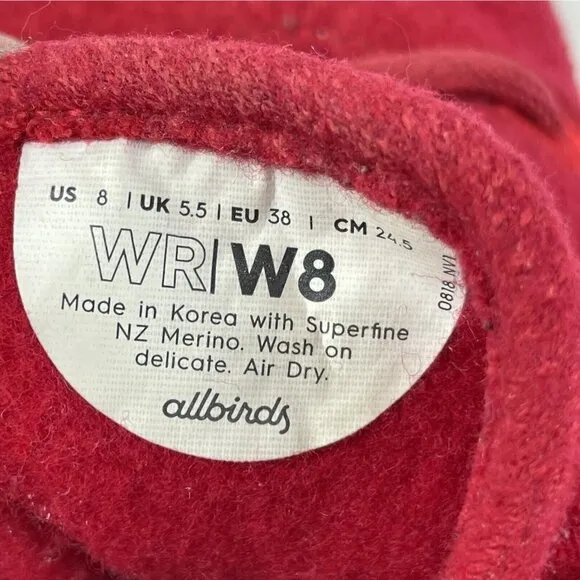 US 8 | UK 5.5 | EU 38 | CM 24.5
WR|W8
Made in Korea with Superfine
NZ Merino. Wash on
delicate. Air Dry.
allbirds
0818 NV1